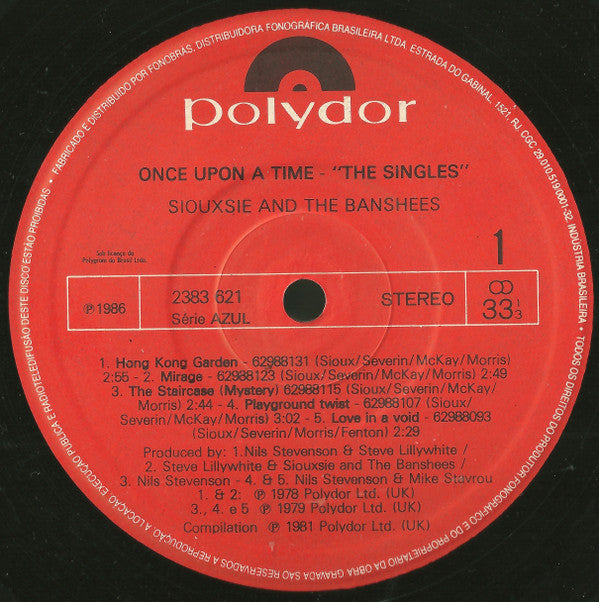 FABRICADO E DISTRIBUIDO POR FONOBRÁS, DISTRIBUIDORA FONOGRÁFICA BRASILEIRA LTDA. ESTRADA DO GABINAL, 1521, RJ, CGC 29.010.519/0001-32, INDÚSTRIA BRASILEIRA •
TODOS OS DIREITOS DO PRODUTOR FONOGRÁFICO E DO PROPRIETÁRIO DA OBRA GRAVADA SÃO RESERVADOS A REPRODUÇÃO, A LOCAÇÃO, EXECUÇÃO PÚBLICA E RADIOTELEDIFUSÃO DESTE DISCO ESTÃO PROIBIDAS •
polydor
ONCE UPON A TIME - "THE SINGLES"
SIOUXSIE AND THE BANSHEES
Sob licença da
Polygram do Brasil Ltda.
1
℗ 1986
2383 621
Série AZUL
STEREO
33 1/3
1. Hong Kong Garden - 62988131 (Sioux/Severin/McKay/Morris)
2:55 - 2. Mirage - 62988123 (Sioux/Severin/McKay/Morris) 2:49
3. The Staircase (Mystery) 62988115 (Sioux/Severin/McKay/
Morris) 2:44 - 4. Playground twist - 62988107 (Sioux/
Severin/McKay/Morris) 3:02 - 5. Love in a void - 62988093
(Sioux/Severin/Morris/Fenton) 2:29
Produced by: 1. Nils Stevenson & Steve Lillywhite /
2. Steve Lillywhite & Siouxsie and The Banshees /
3. Nils Stevenson - 4. & 5. Nils Stevenson & Mike Stavrou
1. & 2: ℗ 1978 Polydor Ltd. (UK)
3., 4. e 5 ℗ 1979 Polydor Ltd. (UK)
Compilation ℗ 1981 Polydor Ltd. (UK)